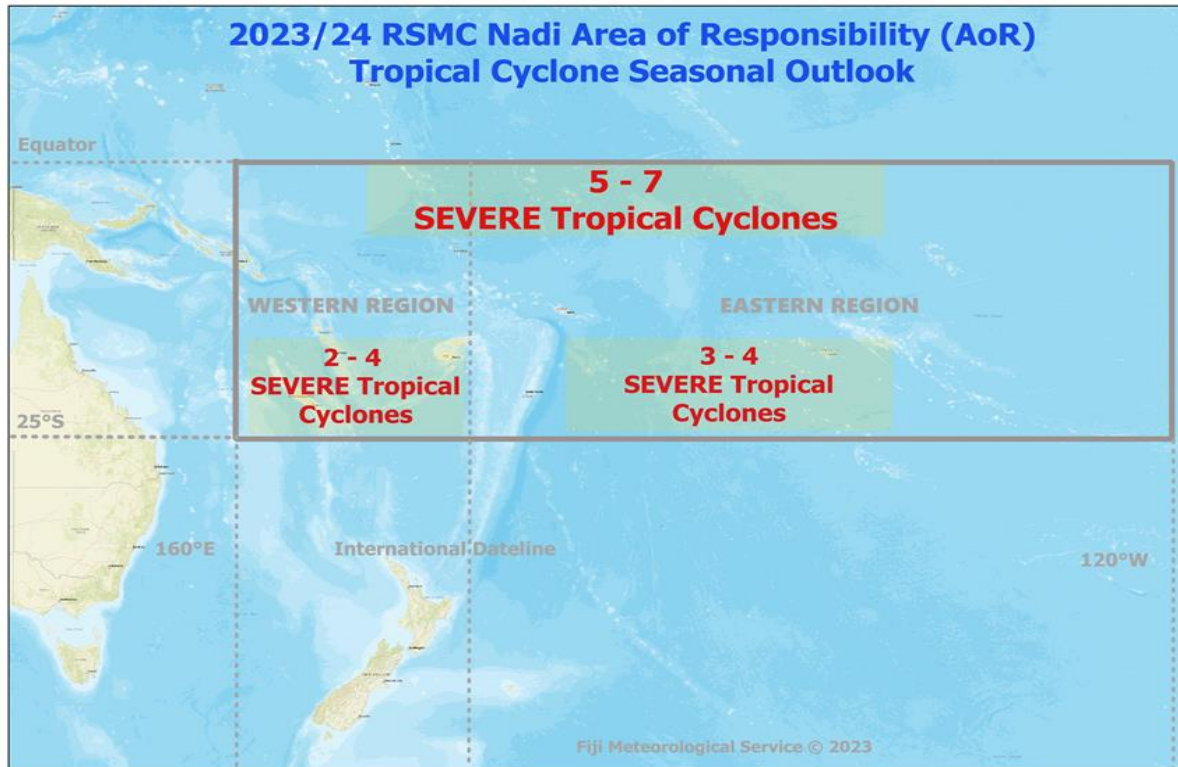 2023/24 RSMC Nadi Area of Responsibility (AoR)
Tropical Cyclone Seasonal Outlook
Equator
5 - 7
SEVERE Tropical Cyclones
WESTERN REGION
EASTERN REGION
2 - 4
SEVERE Tropical
Cyclones
3 - 4
SEVERE Tropical
Cyclones
25°S
160°E
International Dateline
120°W
Fiji Meteorological Service © 2023